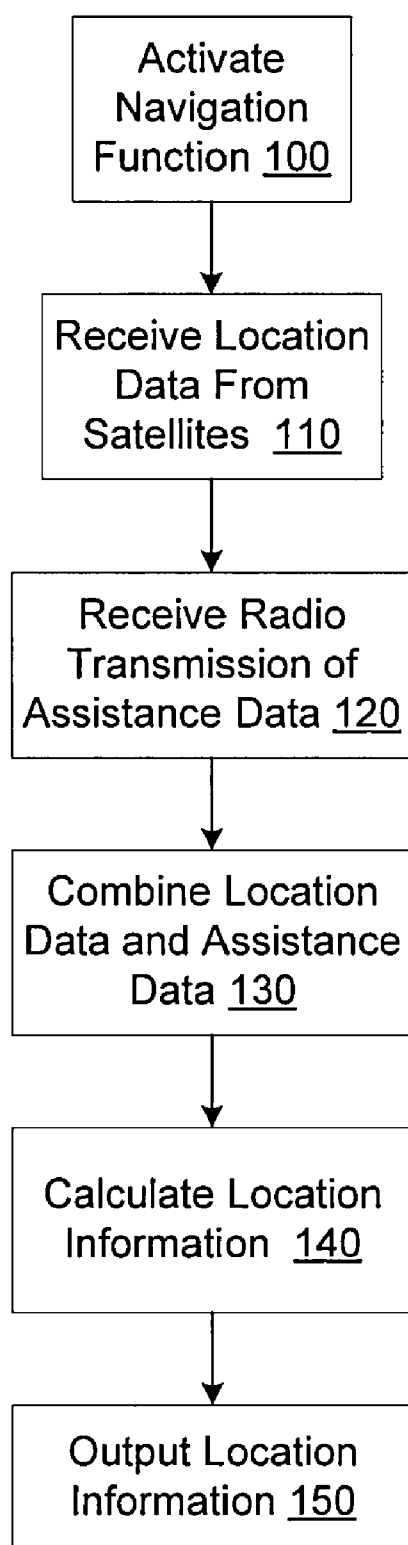 Activate
Navigation
Function 100
Receive Location
Data From
Satellites 110
Receive Radio
Transmission of
Assistance Data 120
Combine Location
Data and Assistance
Data 130
Calculate Location
Information 140
Output Location
Information 150